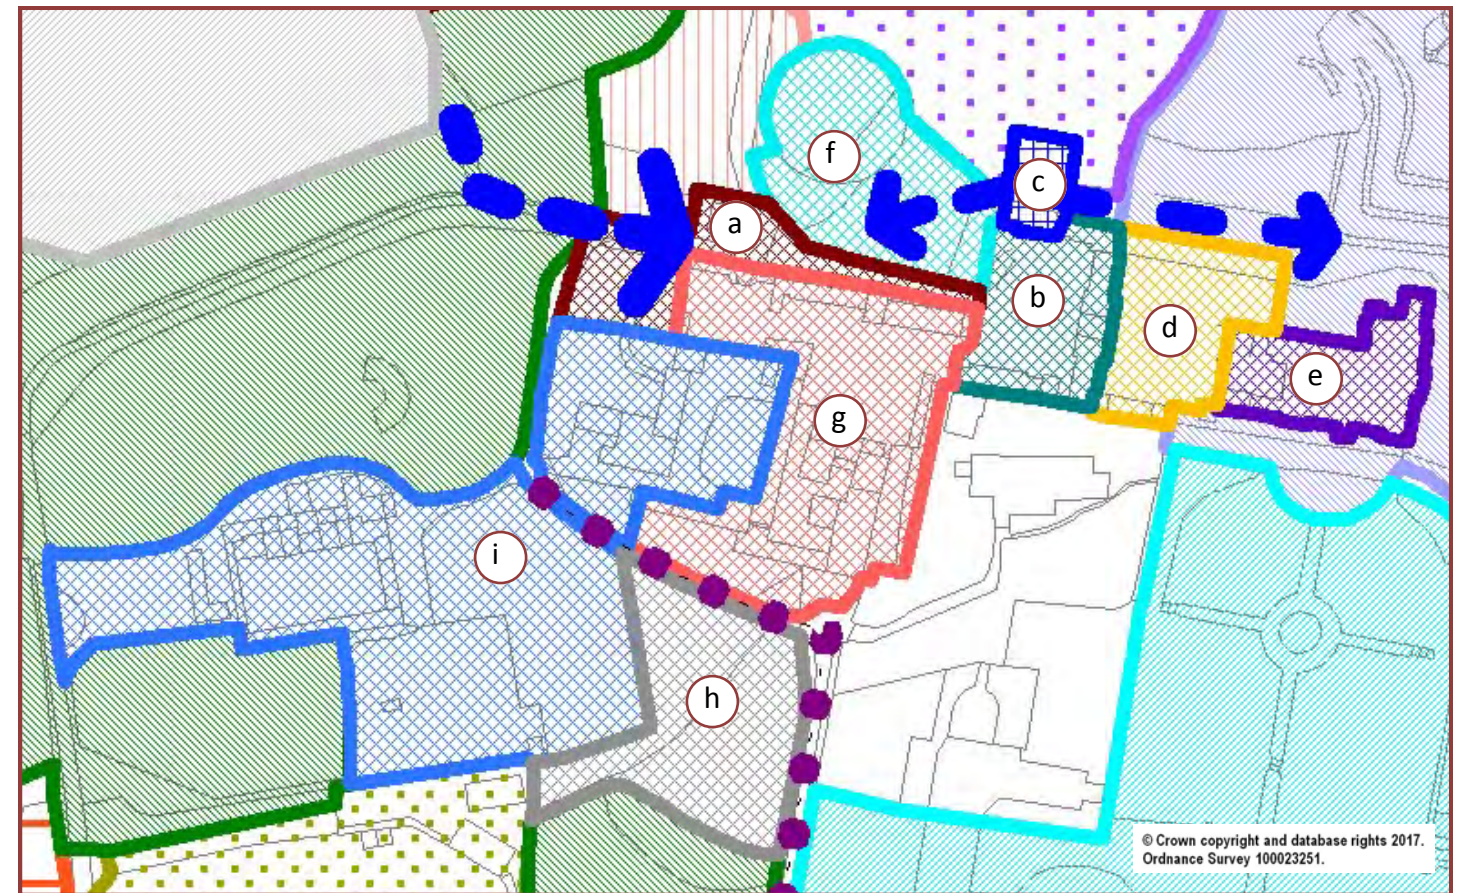 f
c
a
b
d
e
g
i
h
© Crown copyright and database rights 2017.
Ordnance Survey 100023251.